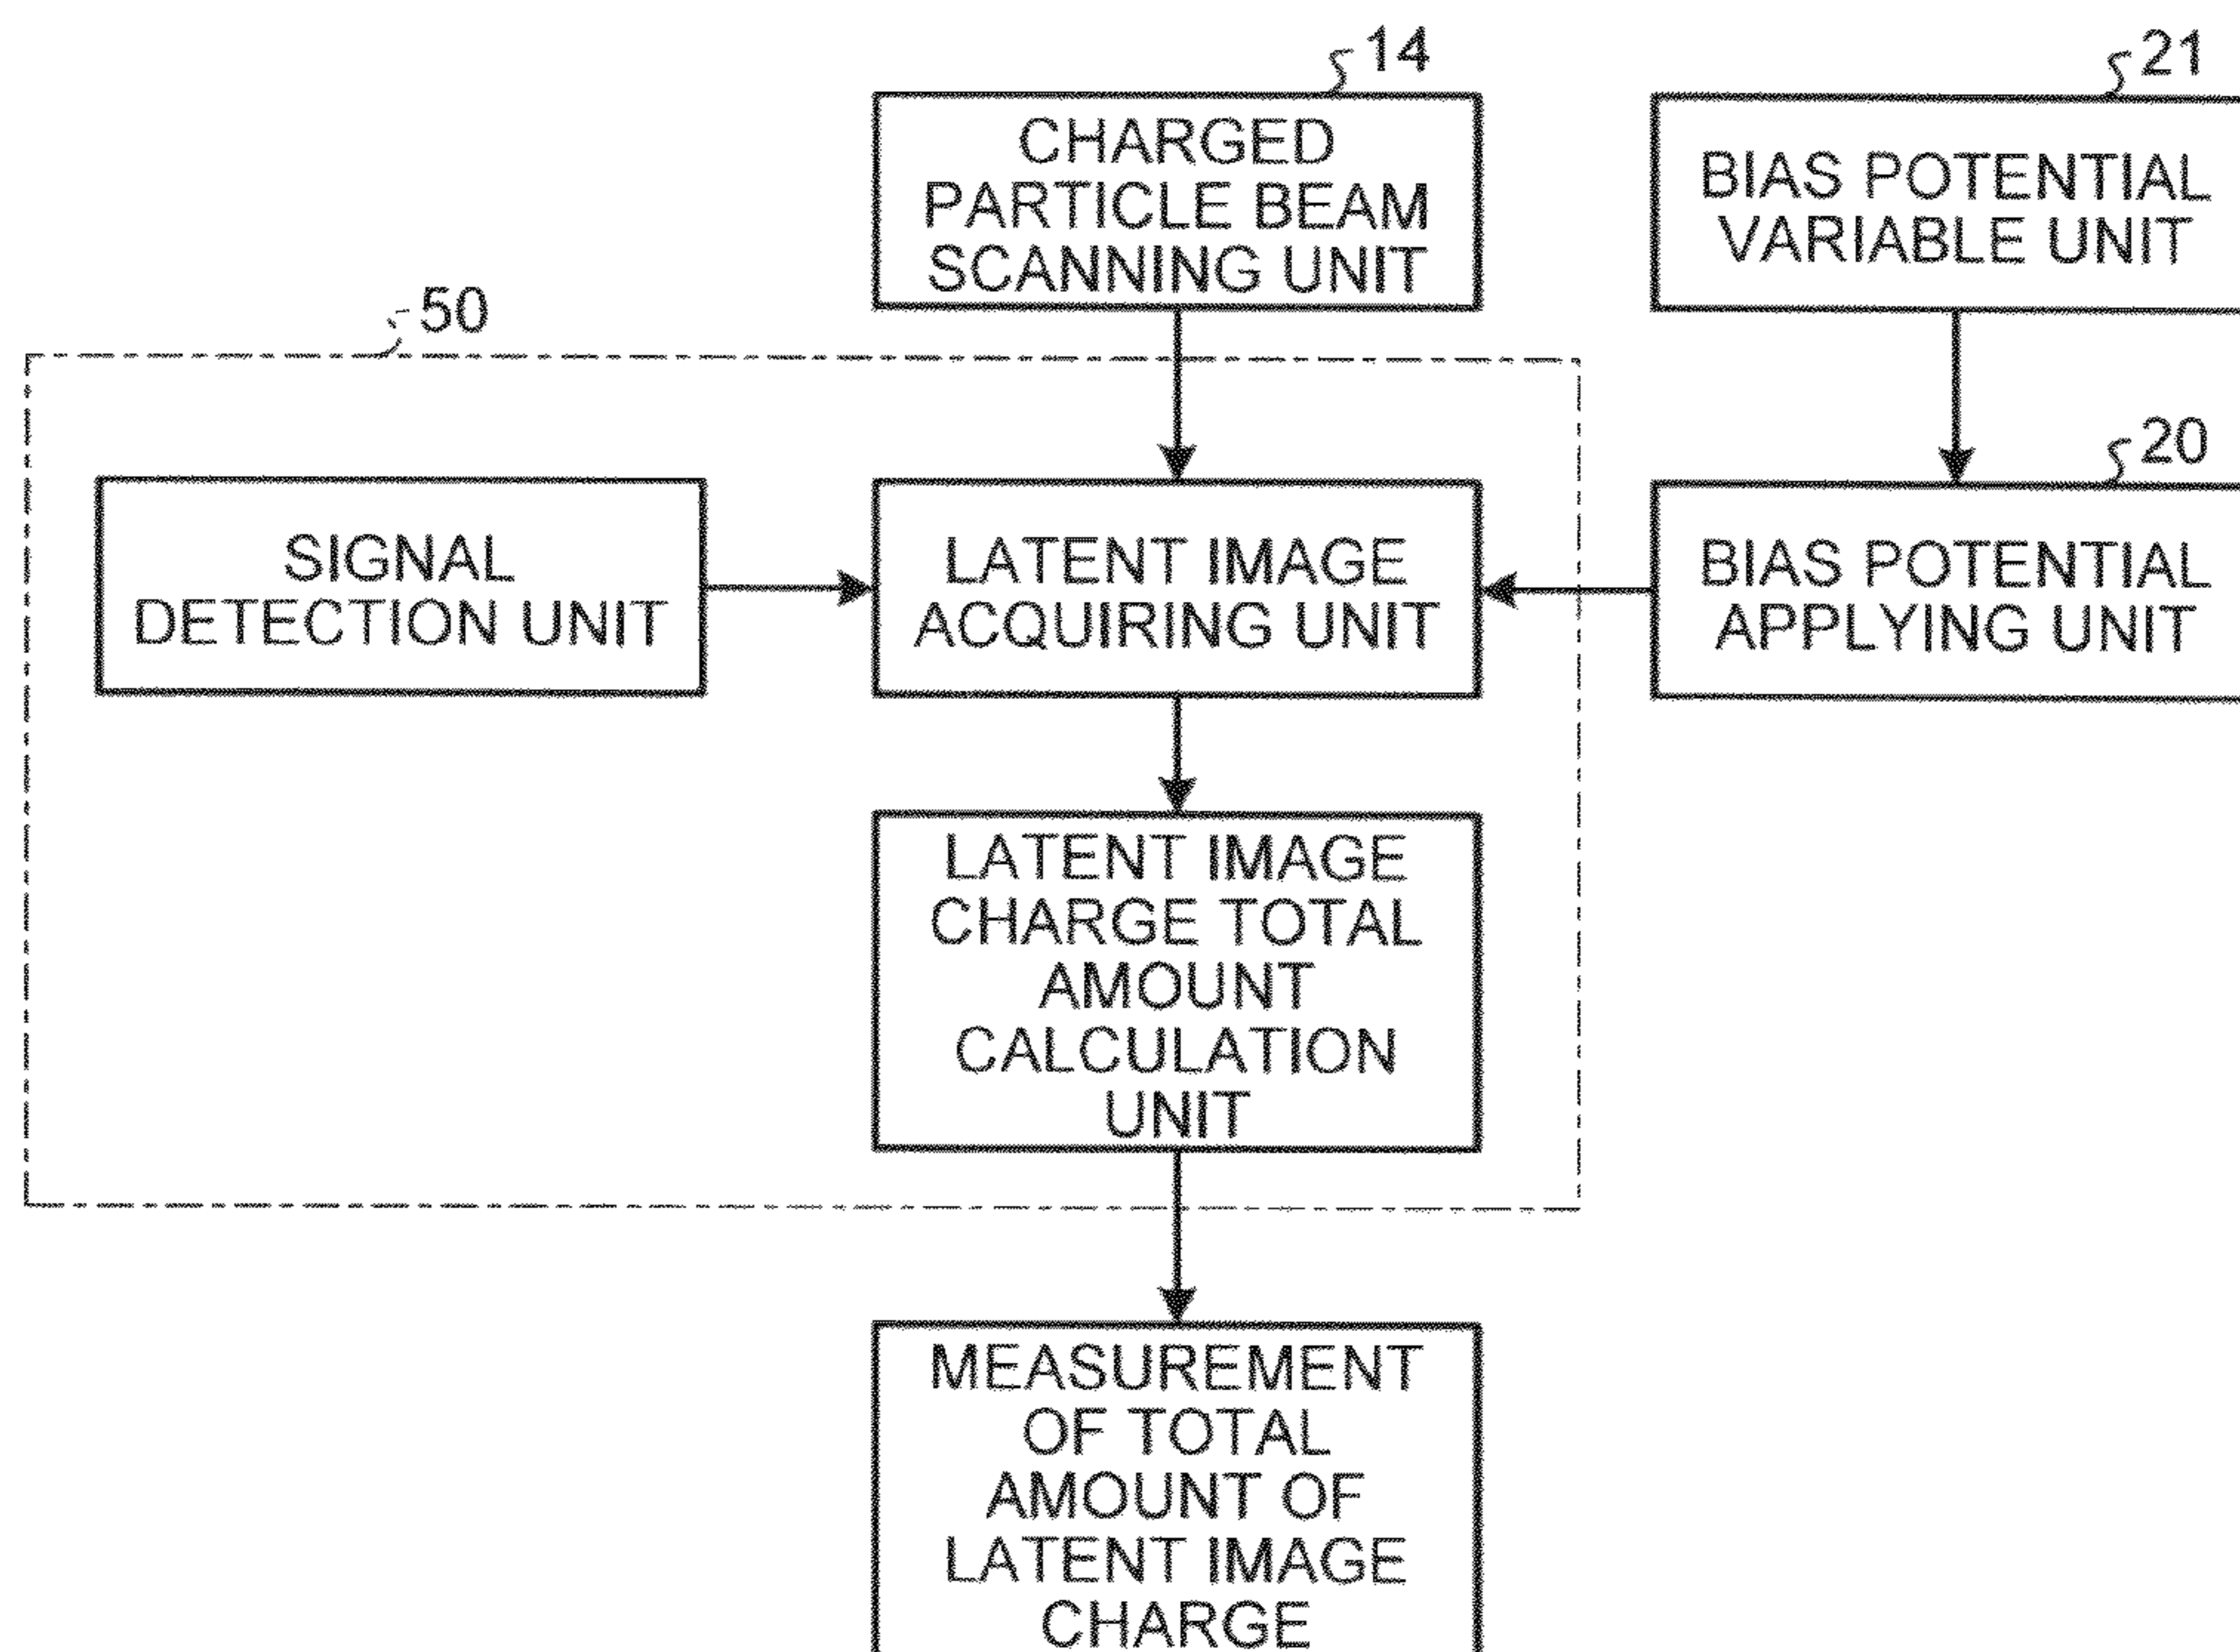 14
CHARGED
PARTICLE BEAM
SCANNING UNIT
21
BIAS POTENTIAL
VARIABLE UNIT
50
SIGNAL
DETECTION UNIT
LATENT IMAGE
ACQUIRING UNIT
20
BIAS POTENTIAL
APPLYING UNIT
LATENT IMAGE
CHARGE TOTAL
AMOUNT
CALCULATION
UNIT
MEASUREMENT
OF TOTAL
AMOUNT OF
LATENT IMAGE
CHARGE